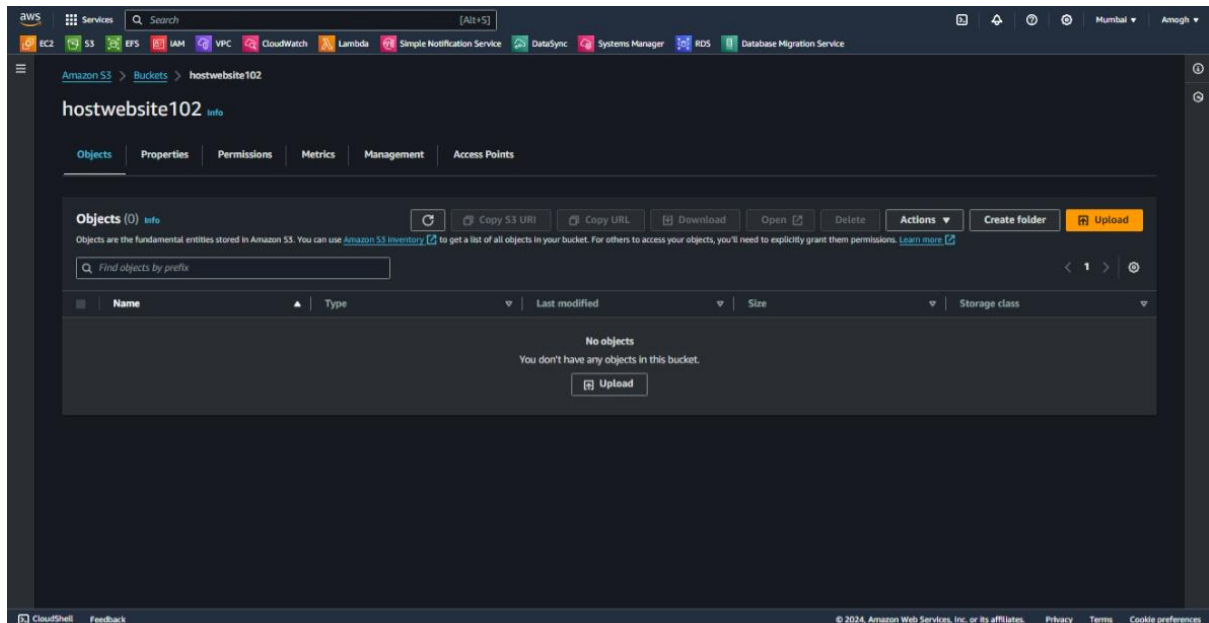 aws Services Search [Alt+S] Mumbai Amogh
EC2 S3 EFS IAM VPC CloudWatch Lambda Simple Notification Service DataSync Systems Manager RDS Database Migration Service
Amazon S3 > Buckets > hostwebsite102
hostwebsite102 Info
Objects Properties Permissions Metrics Management Access Points
Objects (0) Info Copy S3 URI Copy URL Download Open Delete Actions Create folder Upload
Objects are the fundamental entities stored in Amazon S3. You can use Amazon S3 inventory to get a list of all objects in your bucket. For others to access your objects, you'll need to explicitly grant them permissions. Learn more
Find objects by prefix < 1 >
Name Type Last modified Size Storage class
No objects
You don't have any objects in this bucket.
Upload
CloudShell Feedback © 2024, Amazon Web Services, Inc. or its affiliates. Privacy Terms Cookie preferences